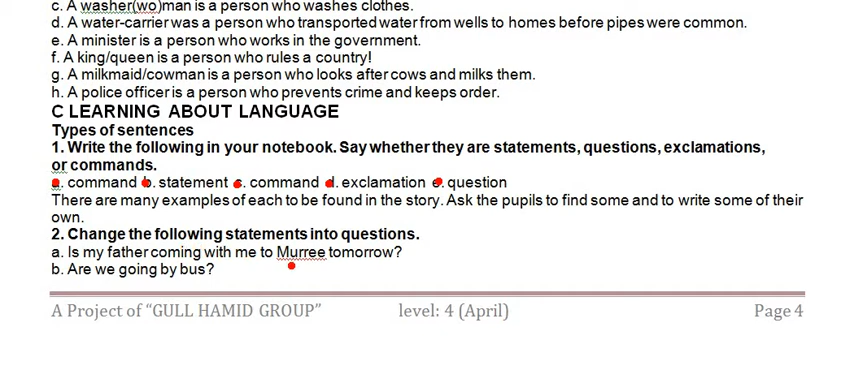 c. A washer(wo)man is a person who washes clothes.
d. A water-carrier was a person who transported water from wells to homes before pipes were common.
e. A minister is a person who works in the government.
f. A king/queen is a person who rules a country!
g. A milkmaid/cowman is a person who looks after cows and milks them.
h. A police officer is a person who prevents crime and keeps order.
C LEARNING ABOUT LANGUAGE
Types of sentences
1. Write the following in your notebook. Say whether they are statements, questions, exclamations,
or commands.
a. command b. statement c. command d. exclamation e. question
There are many examples of each to be found in the story. Ask the pupils to find some and to write some of their
own.
2. Change the following statements into questions.
a. Is my father coming with me to Murree tomorrow?
b. Are we going by bus?
A Project of “GULL HAMID GROUP” level: 4 (April) Page 4